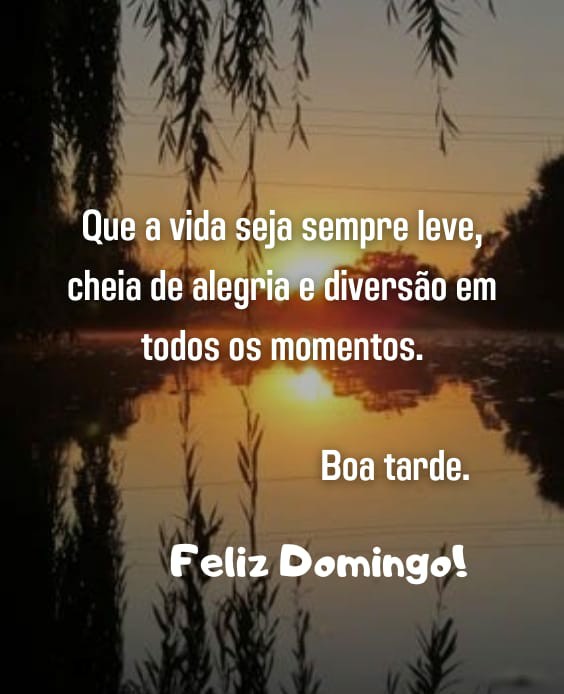 Que a vida seja sempre leve,
cheia de alegria e diversão em
todos os momentos.
Boa tarde.
Feliz Domingo!